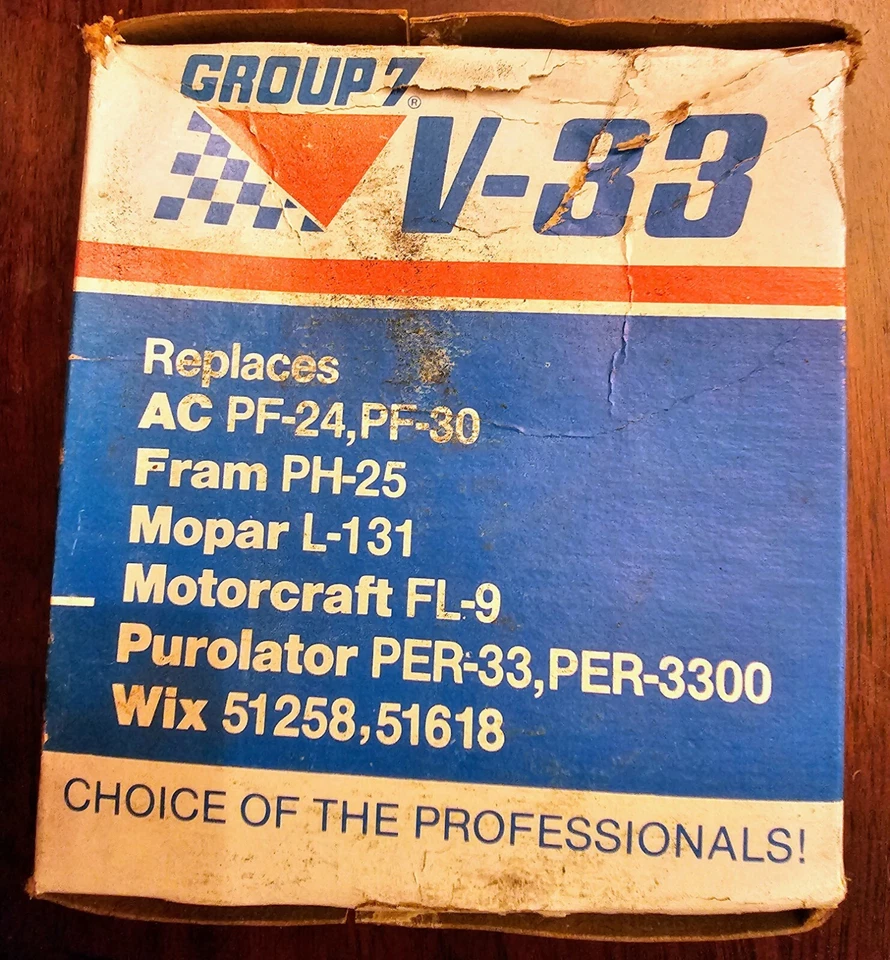 GROUP 7®
V-33
Replaces
AC PF-24,PF-30
Fram PH-25
Mopar L-131
Motorcraft FL-9
Purolator PER-33,PER-3300
Wix 51258,51618
CHOICE OF THE PROFESSIONALS!